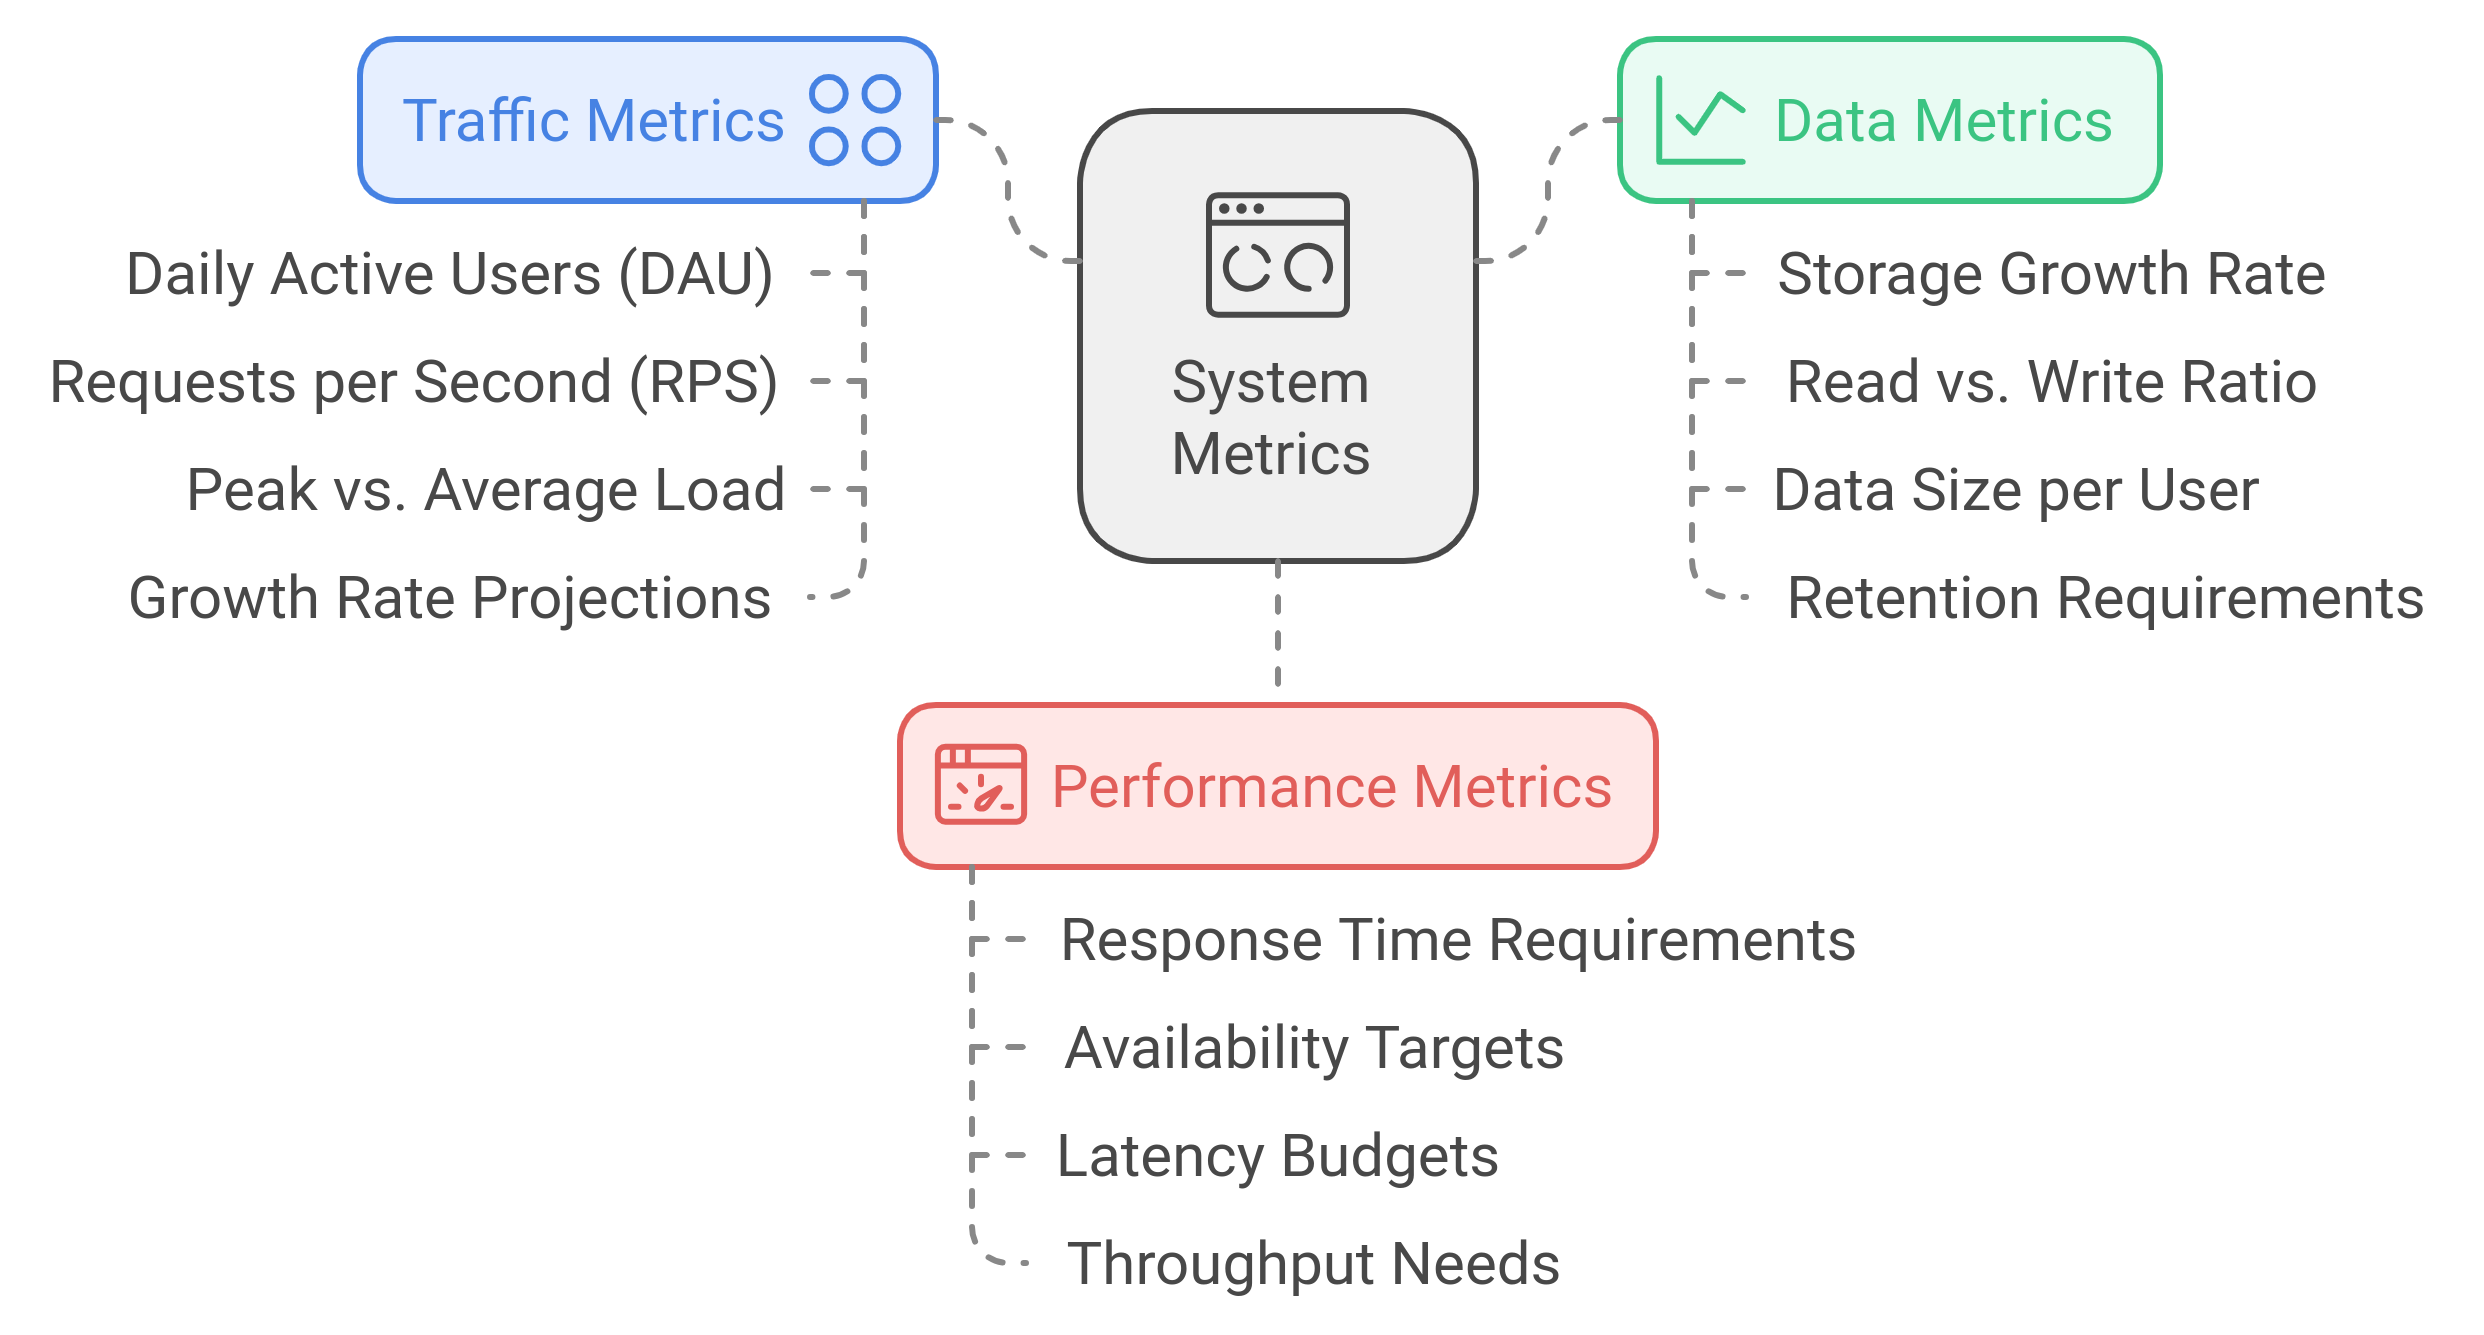 Traffic Metrics
Daily Active Users (DAU)
Requests per Second (RPS)
Peak vs. Average Load
Growth Rate Projections
System
Metrics
Data Metrics
Storage Growth Rate
Read vs. Write Ratio
Data Size per User
Retention Requirements
Performance Metrics
Response Time Requirements
Availability Targets
Latency Budgets
Throughput Needs